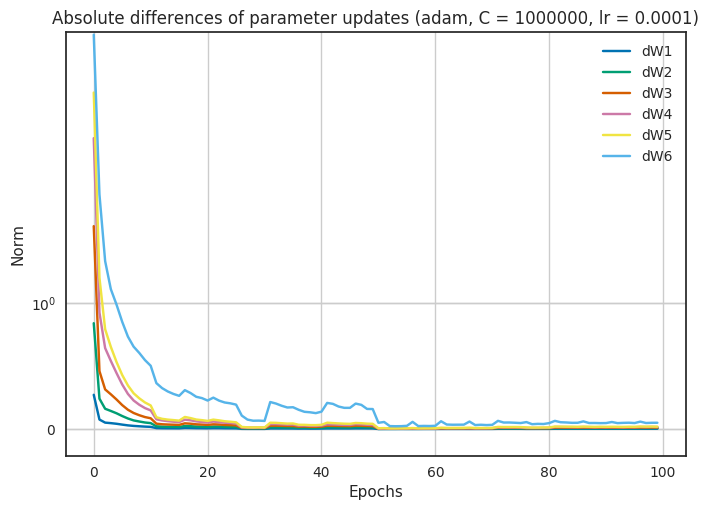 Absolute differences of parameter updates (adam, C = 1000000, lr = 0.0001)
dW1
dW2
dW3
dW4
dW5
dW6
Norm
10⁰
0
0
20
40
60
80
100
Epochs